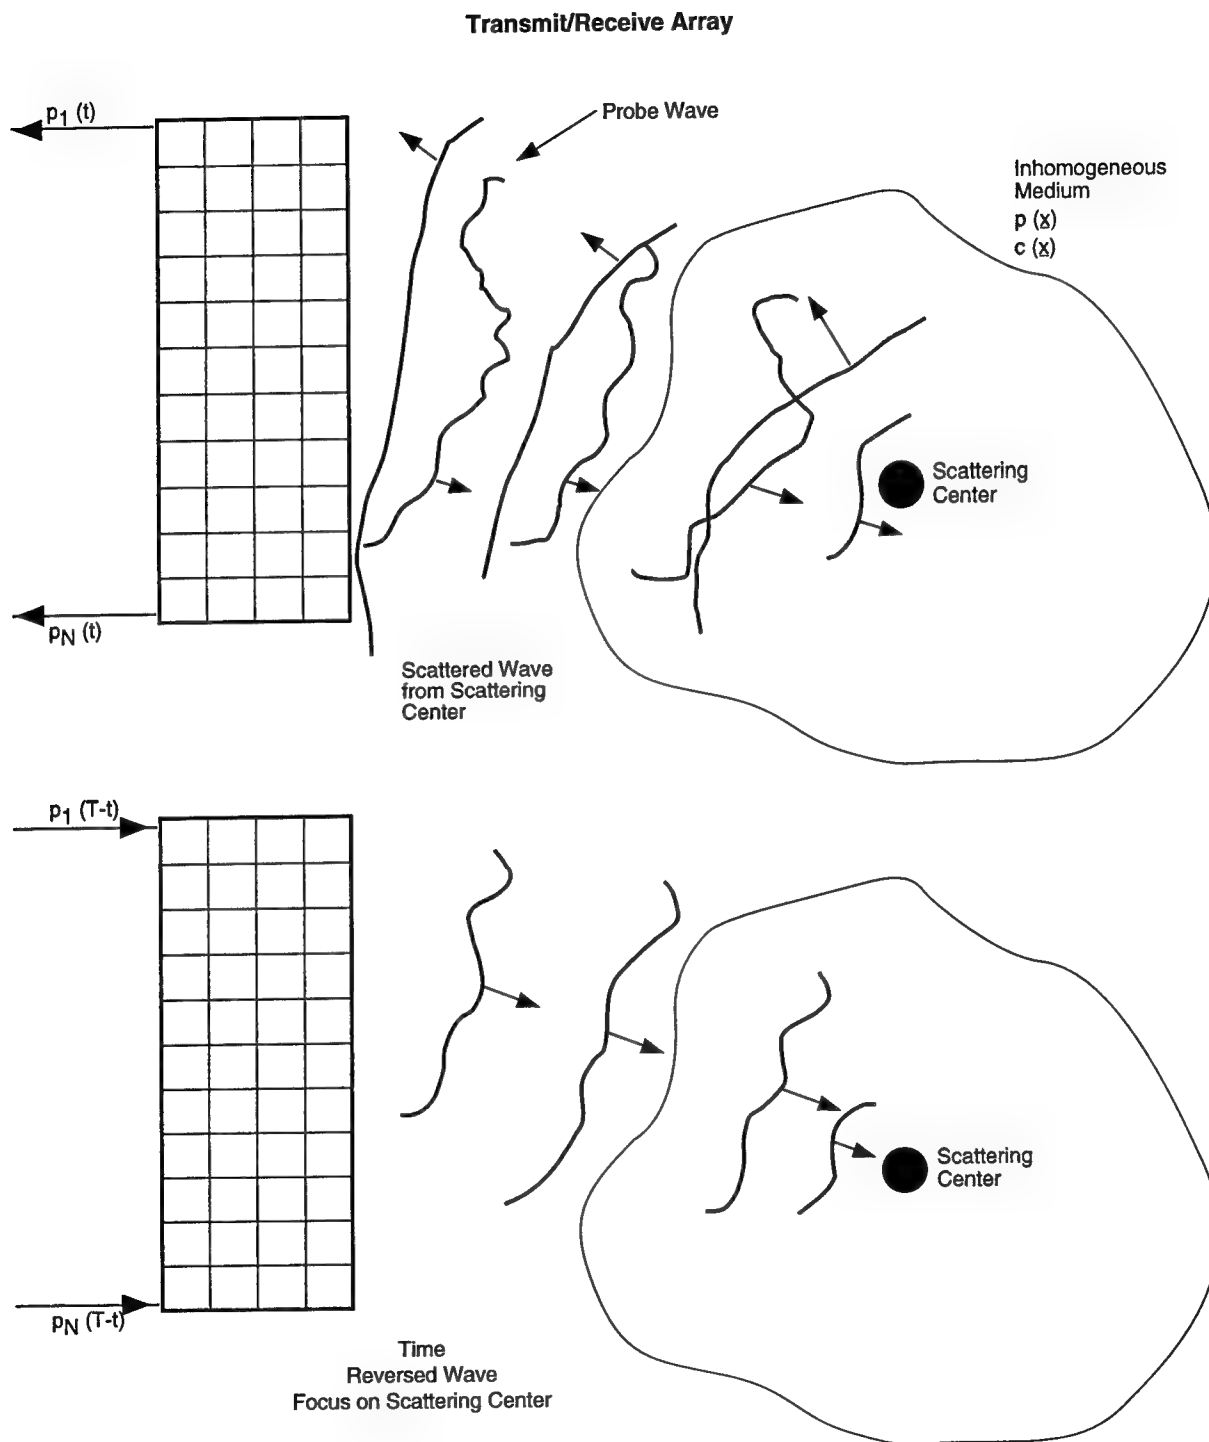 Transmit/Receive Array
p1 (t)
Probe Wave
Inhomogeneous
Medium
p (x)
c (x)
Scattering
Center
pN (t)
Scattered Wave
from Scattering
Center
p1 (T-t)
Scattering
Center
pN (T-t)
Time
Reversed Wave
Focus on Scattering Center